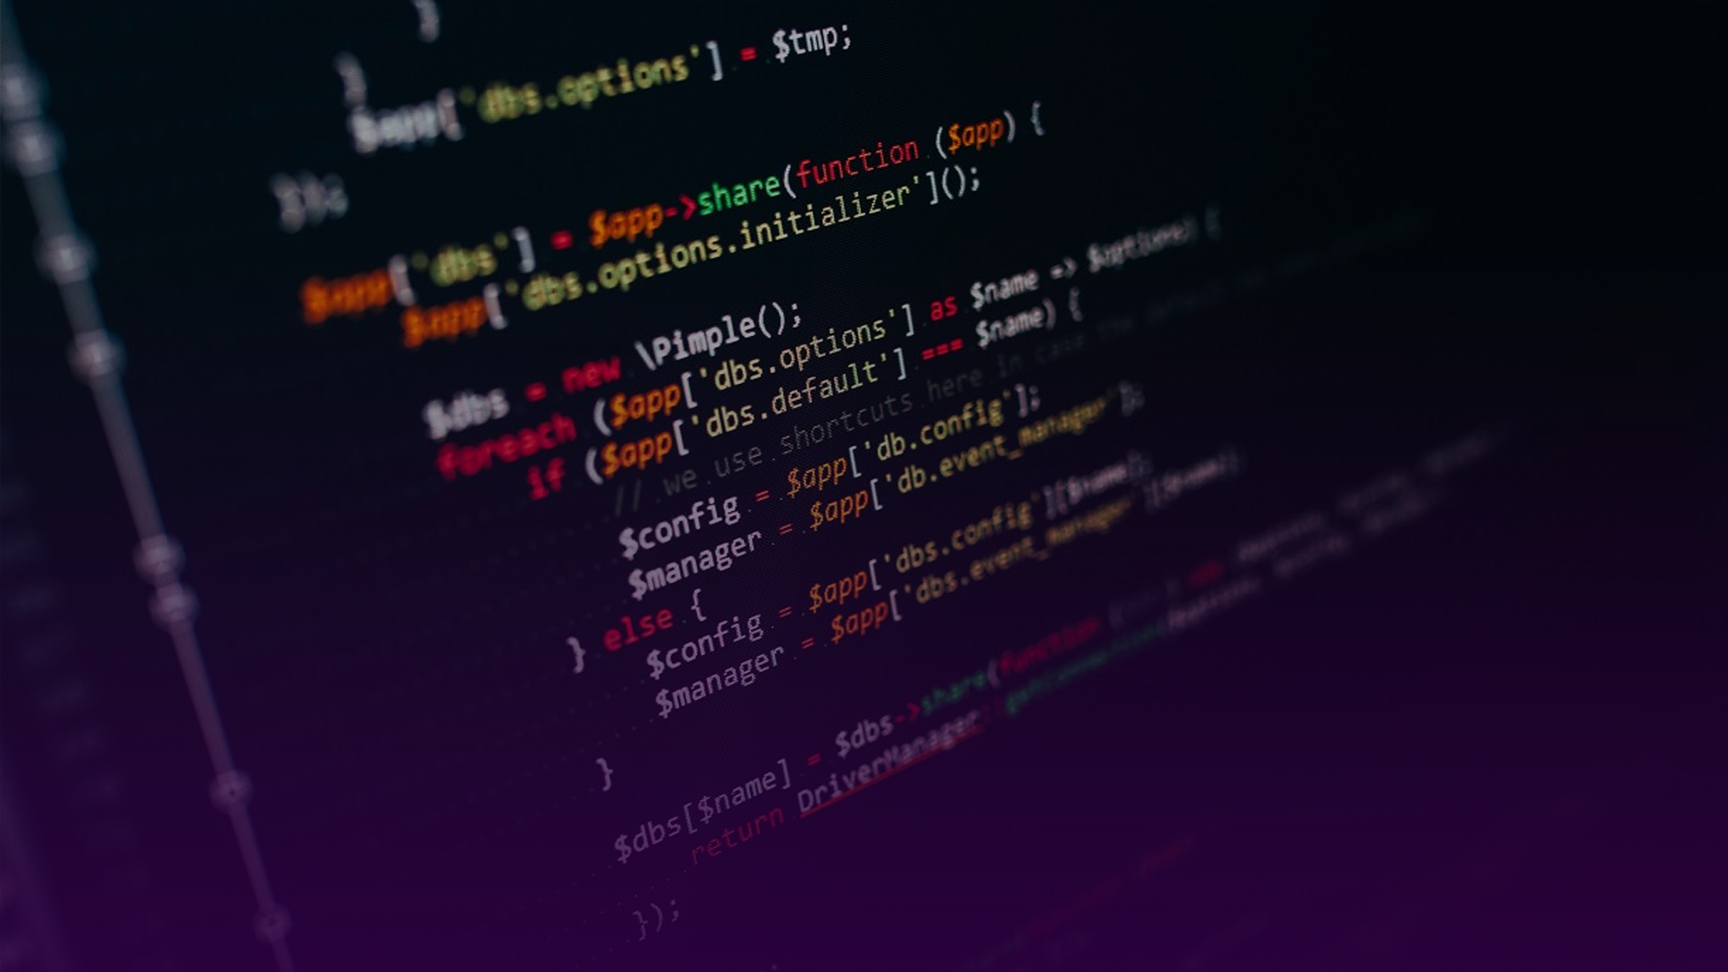 }
}
$app['dbs.options'] = $tmp;
});
$app['dbs'] = $app->share(function ($app) {
$app['dbs.options.initializer']();
$dbs = new \Pimple();
foreach ($app['dbs.options'] as $name => $options) {
if ($app['dbs.default'] === $name) {
// we use shortcuts here in case the default
$config = $app['db.config'];
$manager = $app['db.event_manager'];
} else {
$config = $app['dbs.config'][$name];
$manager = $app['dbs.event_manager'][$name];
}
$dbs[$name] = $dbs->share(function (
return DriverManager::getConnection($options,
});